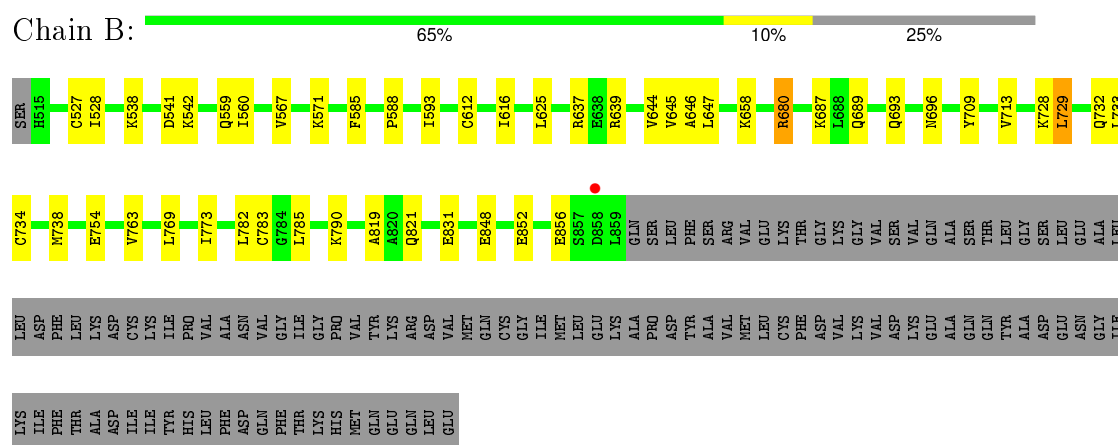 Chain B:
65% 10% 25%
SER H515 C527 I528 K538 D541 K542 Q559 I560 V567 K571 F585 P588 I593 C612 I616 L625 R637 E638 R639 V644 V645 A646 L647 K658 R680 K687 L688 Q689 Q693 N696 Y709 V713 K728 L729 Q732 L733
C734 M738 E754 V763 L769 I773 L782 C783 G784 L785 K790 A819 A820 Q821 E831 E848 E852 E856 S857 D858 L859 GLN SER LEU PHE SER ARG VAL GLU LYS THR GLY LYS GLY VAL SER VAL GLN ALA SER THR LEU GLY SER LEU GLU ALA LEU
LEU ASP PHE LEU LYS ASP CYS LYS ILE PRO VAL ALA ASN VAL GLY ILE GLY PRO VAL TYR LYS ARG ASP VAL MET GLN CYS GLY ILE MET LEU GLU LYS ALA PRO ASP TYR ALA VAL MET LEU CYS PHE ASP VAL LYS VAL ASP LYS GLU ALA GLN GLN TYR ALA ASP GLU ASN GLY ILE
LYS ILE PHE THR ALA ASP ILE ILE TYR HIS LEU PHE ASP GLN PHE THR LYS HIS MET GLN GLU GLN LEU GLU